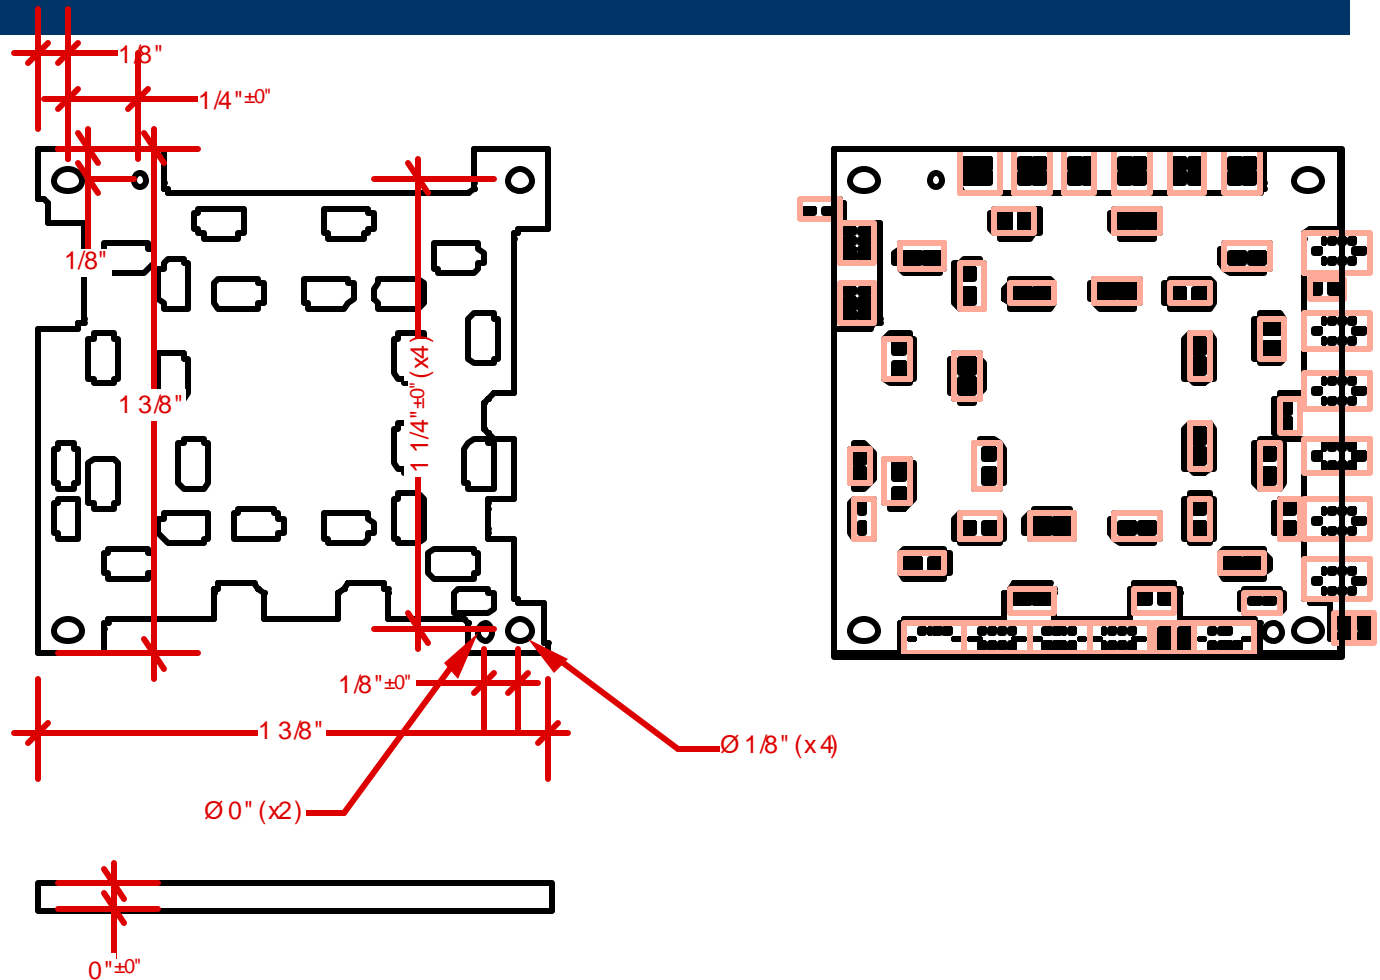 1/8"
1/4"±0"
1/8"
1 3/8"
1 1/4"±0" (x4)
1/8"±0"
1 3/8"
Ø 1/8" (x4)
Ø 0" (x2)
0"±0"